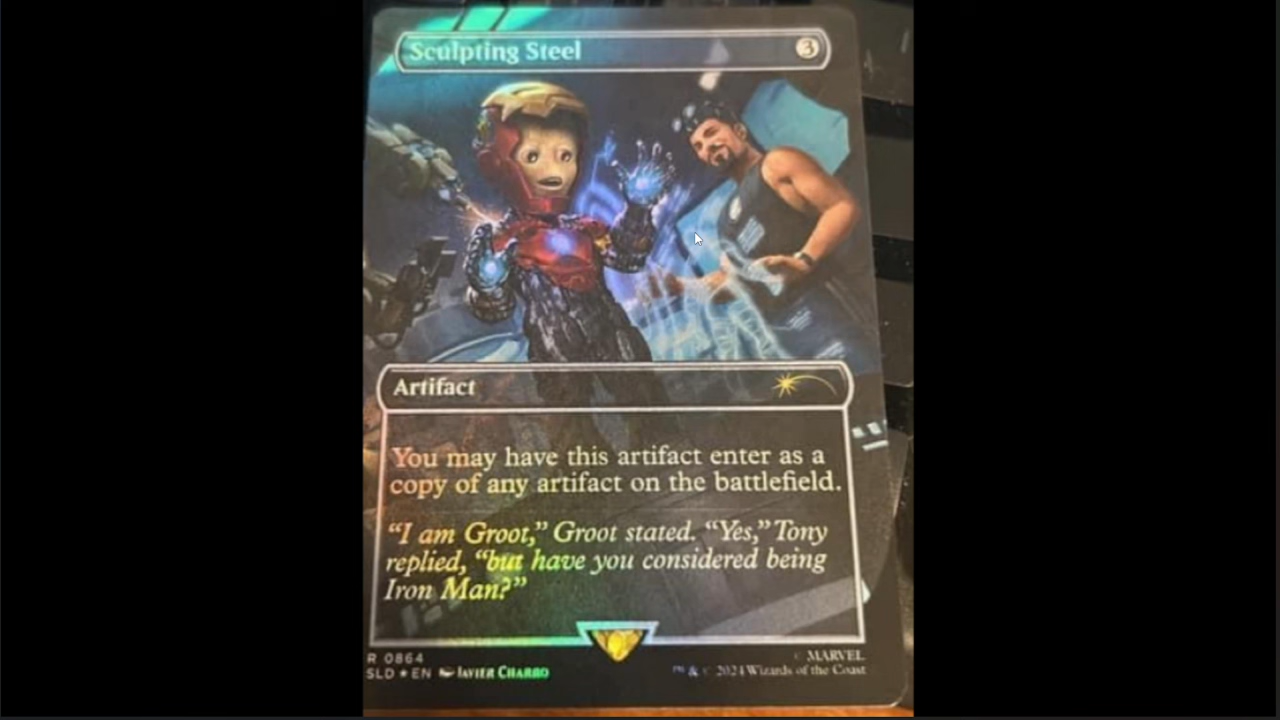 Sculpting Steel 3
Artifact
You may have this artifact enter as a
copy of any artifact on the battlefield.
“I am Groot,” Groot stated. “Yes,” Tony
replied, “but have you considered being
Iron Man?”
R 0864
© MARVEL
SLD ★ EN JAVIER CHARRO
™ & © 2024 Wizards of the Coast